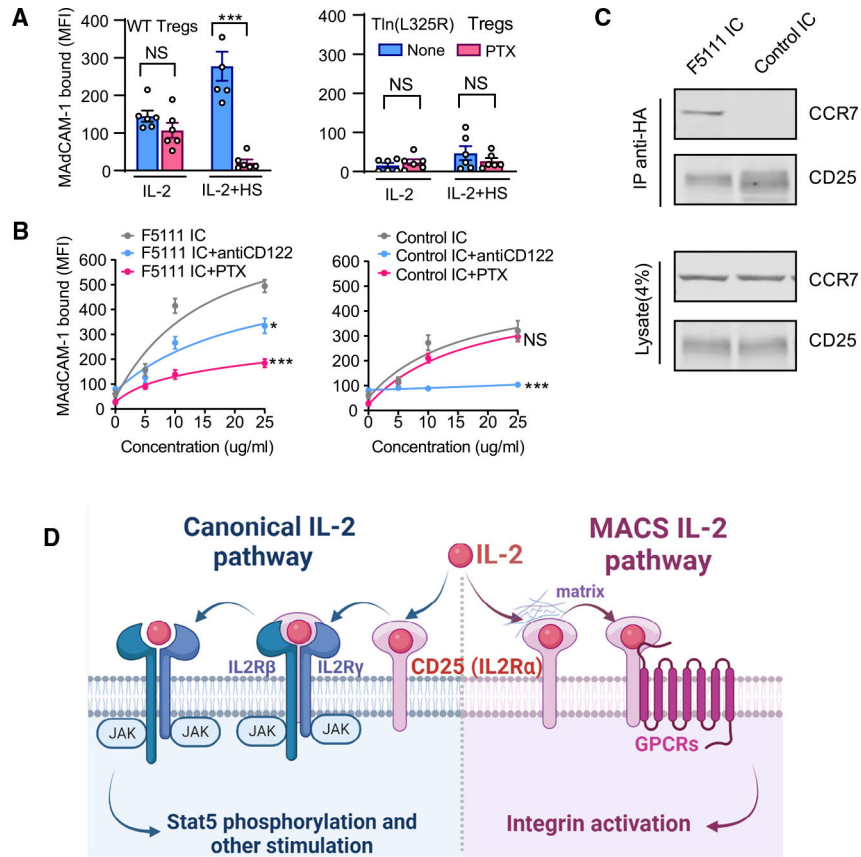 A
MAdCAM-1 bound (MFI)
400
300
200
100
0
WT Tregs
NS
***
IL-2
IL-2+HS
400
300
200
100
0
Tln(L325R) Tregs
None
PTX
NS
NS
IL-2
IL-2+HS
B
MAdCAM-1 bound (MFI)
600
500
400
300
200
100
0
F5111 IC
F5111 IC+antiCD122
F5111 IC+PTX
*
***
0 5 10 15 20 25
Concentration (ug/ml)
600
500
400
300
200
100
0
Control IC
Control IC+antiCD122
Control IC+PTX
NS
***
0 5 10 15 20 25
Concentration (ug/ml)
C
F5111 IC
Control IC
IP anti-HA
CCR7
CD25
Lysate(4%)
CCR7
CD25
D
Canonical IL-2
pathway
MACS IL-2
pathway
IL-2
matrix
IL2Rβ
IL2Rγ
CD25 (IL2Rα)
JAK
JAK
JAK
JAK
GPCRs
Stat5 phosphorylation and
other stimulation
Integrin activation